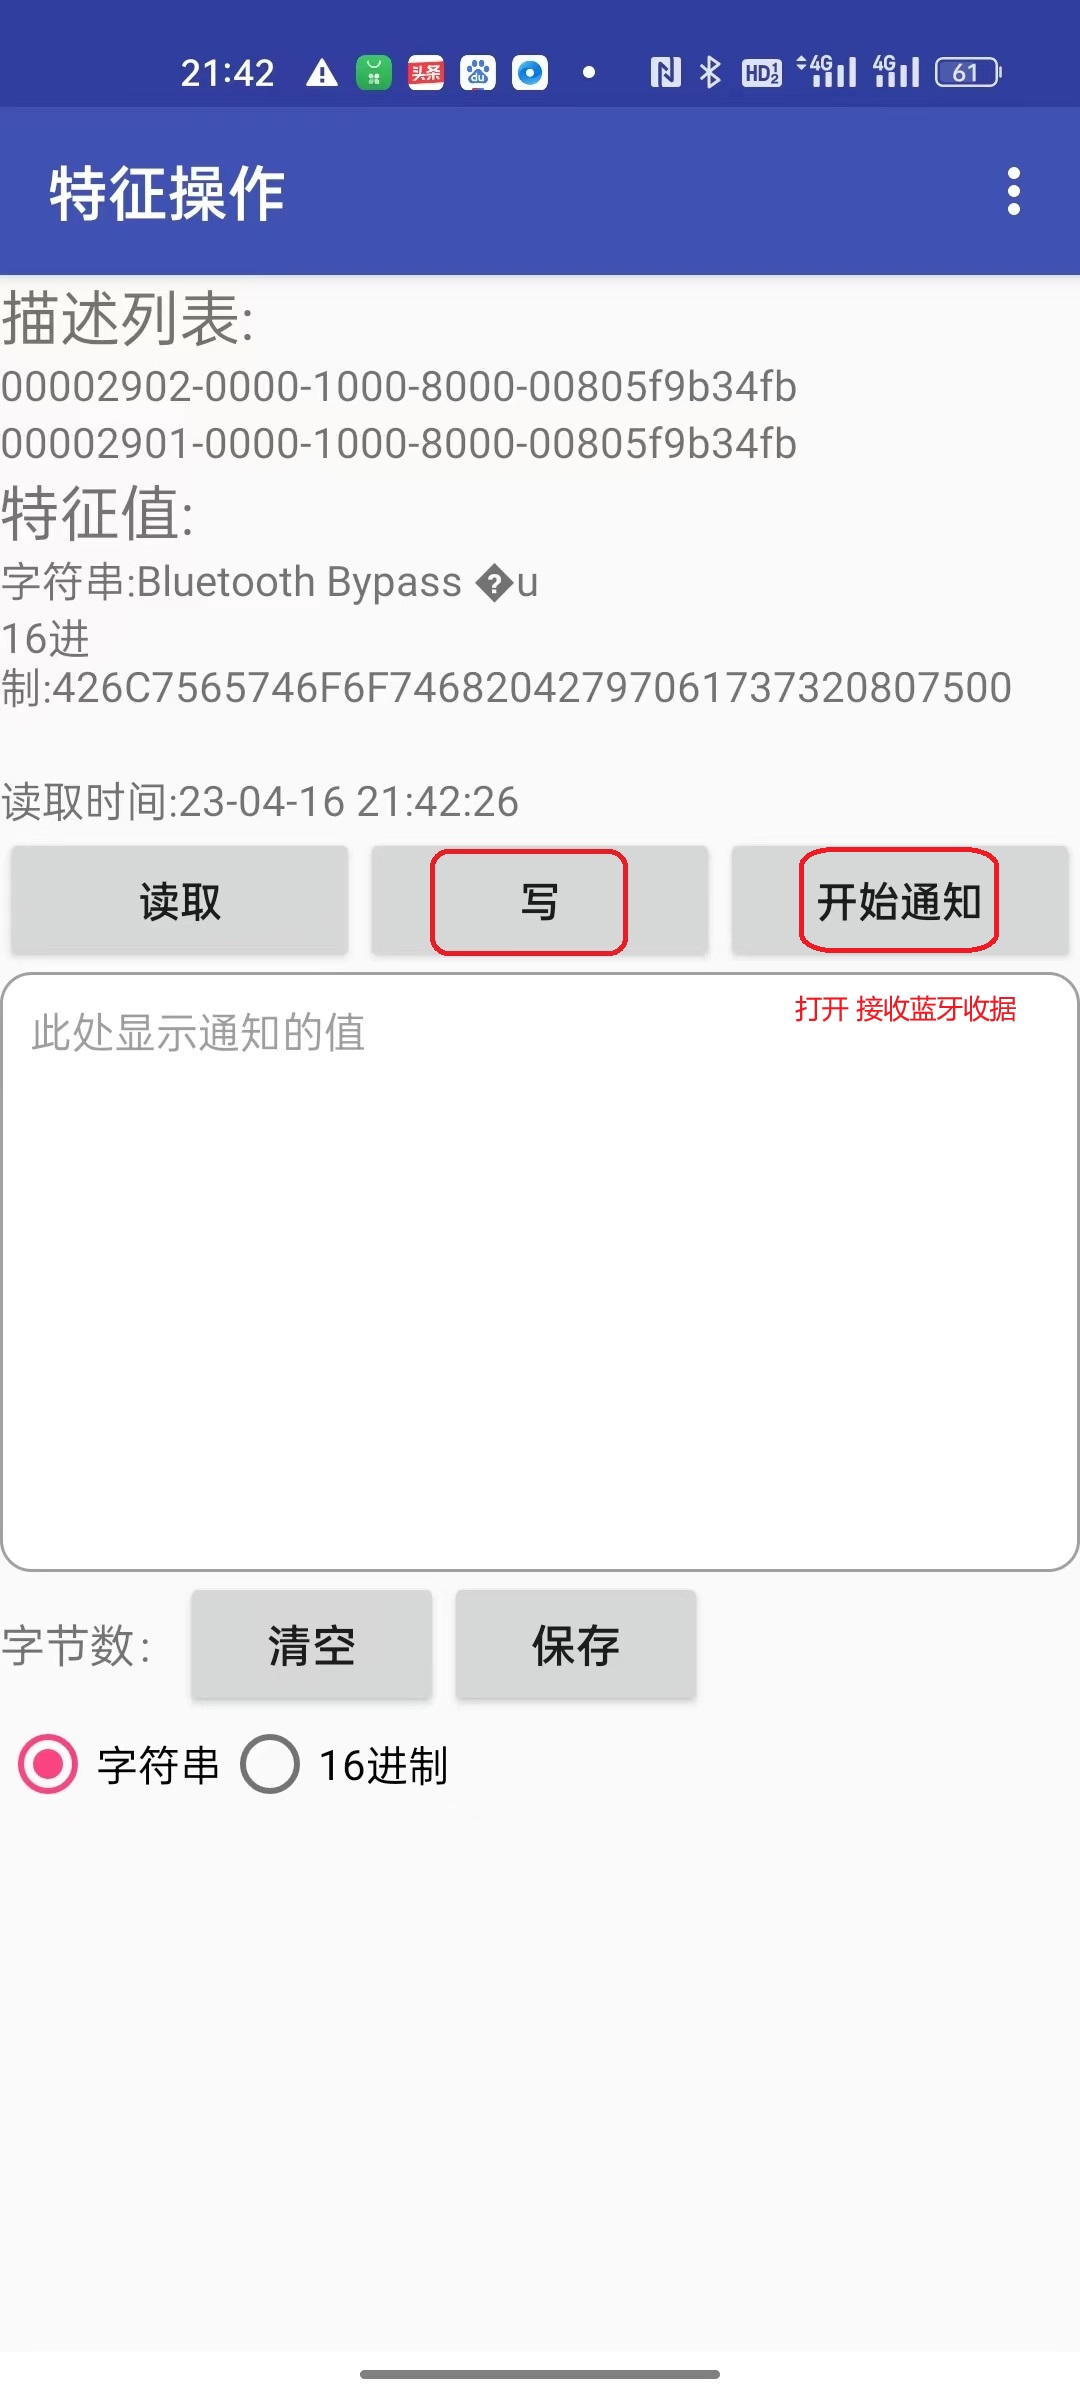 21:42 头条 du HD 1 2 4G 4G 61
特征操作
描述列表:
00002902-0000-1000-8000-00805f9b34fb
00002901-0000-1000-8000-00805f9b34fb
特征值:
字符串:Bluetooth Bypass �u
16进
制:426C7565746F6F74682042797061737320807500
读取时间:23-04-16 21:42:26
读取 写 开始通知
此处显示通知的值
打开 接收蓝牙收据
字节数: 清空 保存
字符串 16进制